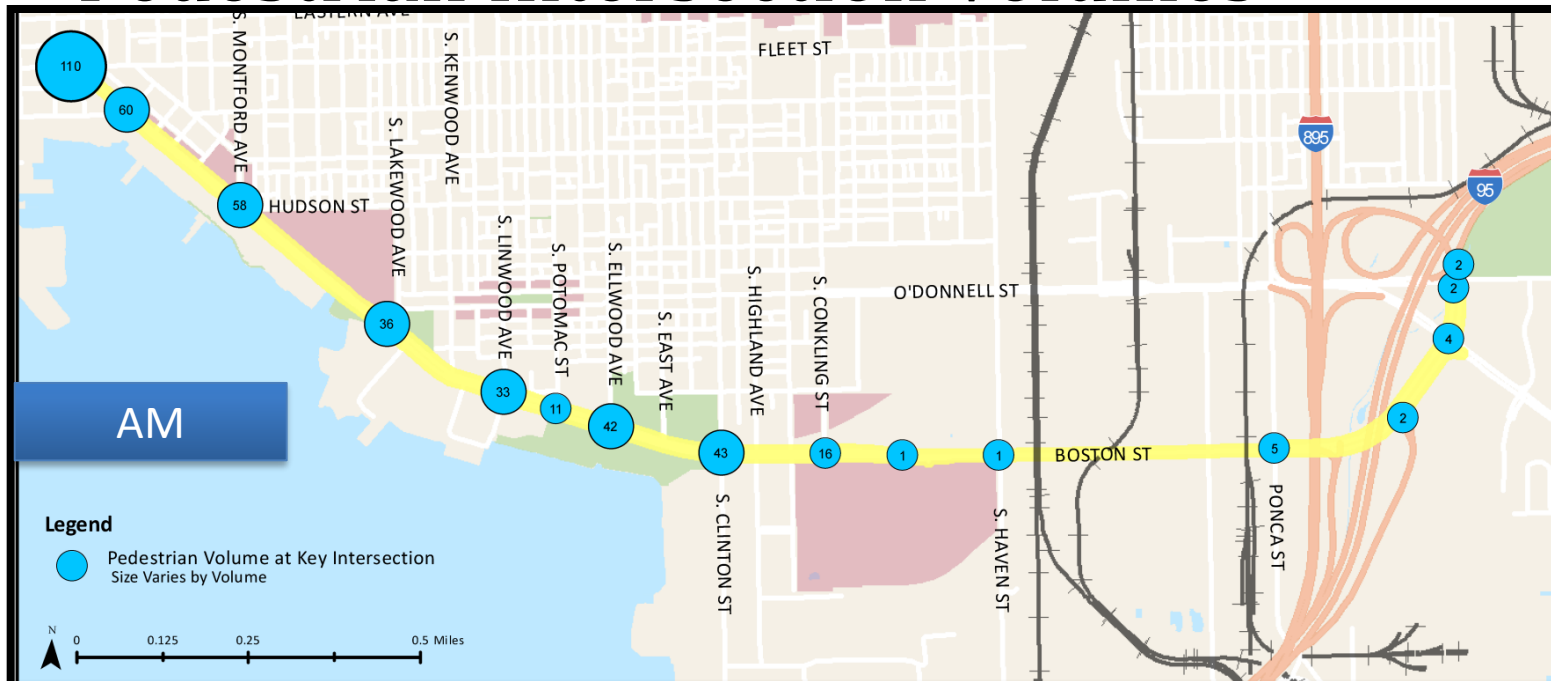 Pedestrian Intersection Volumes
EASTERN AVE
S. MONTFORD AVE
S. KENWOOD AVE
FLEET ST
110
60
895
S. LAKEWOOD AVE
95
58
HUDSON ST
S. LINWOOD AVE
S. POTOMAC ST
S. ELLWOOD AVE
S. EAST AVE
S. HIGHLAND AVE
S. CONKLING ST
O'DONNELL ST
2
2
36
4
33
11
42
2
AM
43
16
1
1
BOSTON ST
5
S. CLINTON ST
S. HAVEN ST
PONCA ST
Legend
Pedestrian Volume at Key Intersection
Size Varies by Volume
N
0 0.125 0.25 0.5 Miles